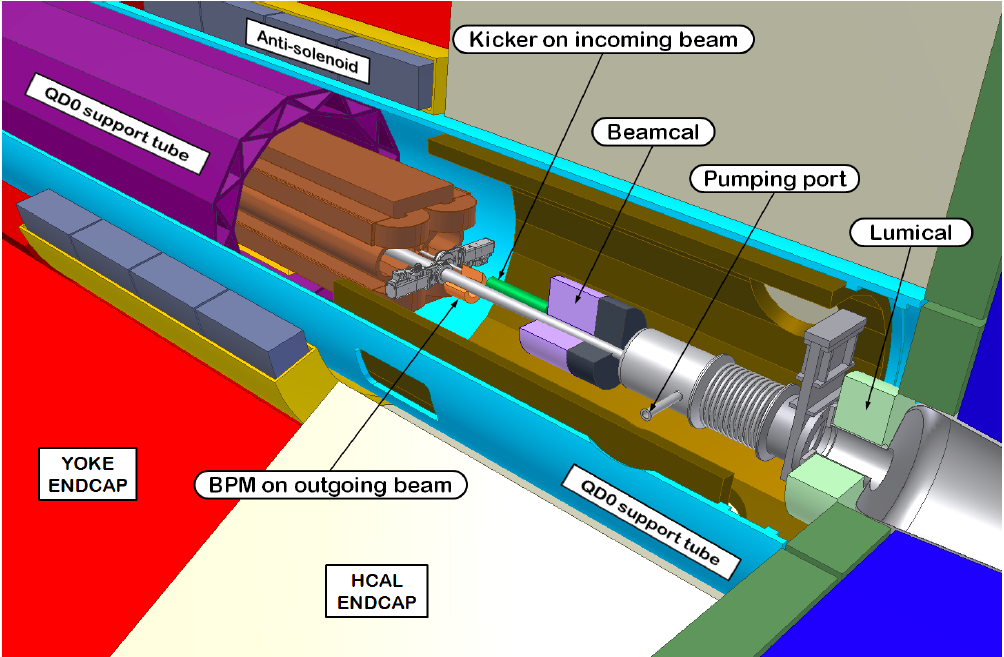 Anti-solenoid
Kicker on incoming beam
QD0 support tube
Beamcal
Pumping port
Lumical
YOKE
ENDCAP
BPM on outgoing beam
QD0 support tube
HCAL
ENDCAP